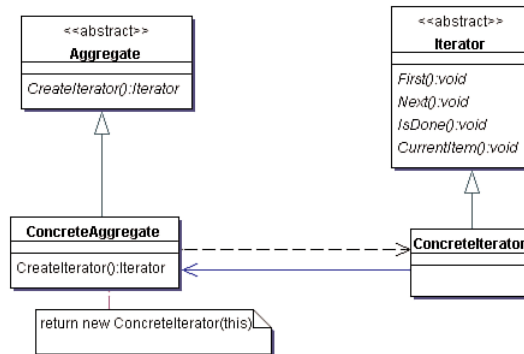 <<abstract>>
Aggregate
CreateIterator():Iterator
<<abstract>>
Iterator
First():void
Next():void
IsDone():void
CurrentItem():void
ConcreteAggregate
CreateIterator():Iterator
ConcreteIterator
return new ConcreteIterator(this)